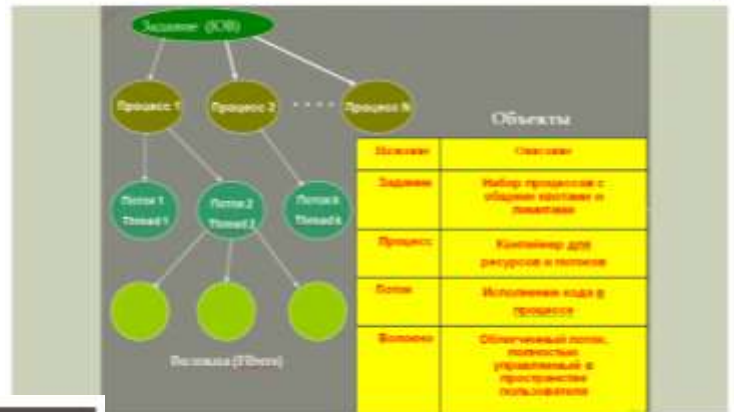 Задание (JOB)
Процесс 1
Процесс 2
Процесс N
Объекты
Название
Описание
Задание
Набор процессов с
общими квотами и
лимитами
Процесс
Контейнер для
ресурсов и потоков
Поток 1
Thread 1
Поток 2
Thread 2
Поток k
Thread k
Поток
Исполнение кода в
процессе
Волокно
Облегченный поток,
полностью
управляемый в
пространстве
пользователя
Волокна (Fibers)